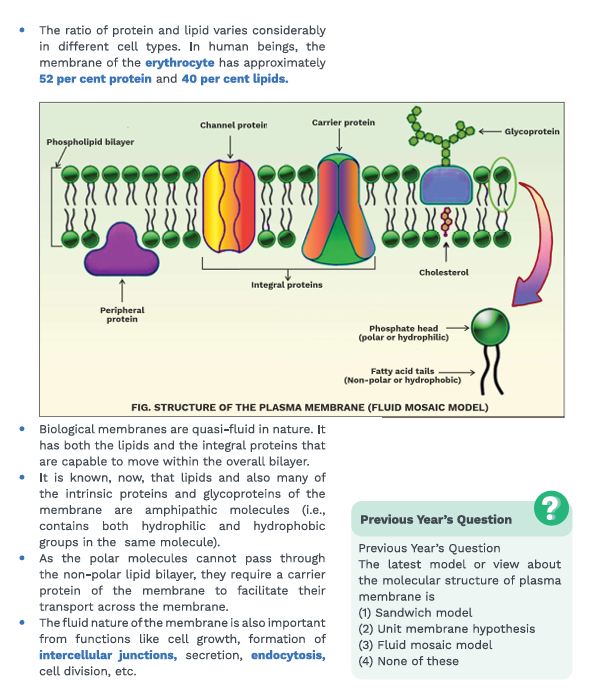 • The ratio of protein and lipid varies considerably
in different cell types. In human beings, the
membrane of the erythrocyte has approximately
52 per cent protein and 40 per cent lipids.
Channel protein
Carrier protein
Glycoprotein
Phospholipid bilayer
Cholesterol
Integral proteins
Peripheral
protein
Phosphate head
(polar or hydrophilic)
Fatty acid tails
(Non-polar or hydrophobic)
FIG. STRUCTURE OF THE PLASMA MEMBRANE (FLUID MOSAIC MODEL)
• Biological membranes are quasi-fluid in nature. It
has both the lipids and the integral proteins that
are capable to move within the overall bilayer.
• It is known, now, that lipids and also many of
the intrinsic proteins and glycoproteins of the
membrane are amphipathic molecules (i.e.,
contains both hydrophilic and hydrophobic
groups in the same molecule).
• As the polar molecules cannot pass through
the non-polar lipid bilayer, they require a carrier
protein of the membrane to facilitate their
transport across the membrane.
• The fluid nature of the membrane is also important
from functions like cell growth, formation of
intercellular junctions, secretion, endocytosis,
cell division, etc.
?
Previous Year's Question
Previous Year's Question
The latest model or view about
the molecular structure of plasma
membrane is
(1) Sandwich model
(2) Unit membrane hypothesis
(3) Fluid mosaic model
(4) None of these